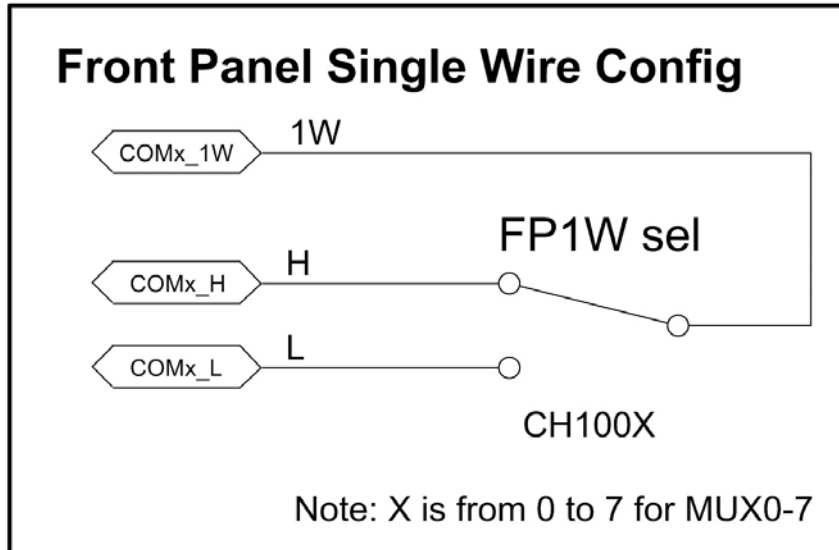 Front Panel Single Wire Config
COMx_1W 1W
FP1W sel
COMx_H H
COMx_L L
CH100X
Note: X is from 0 to 7 for MUX0-7